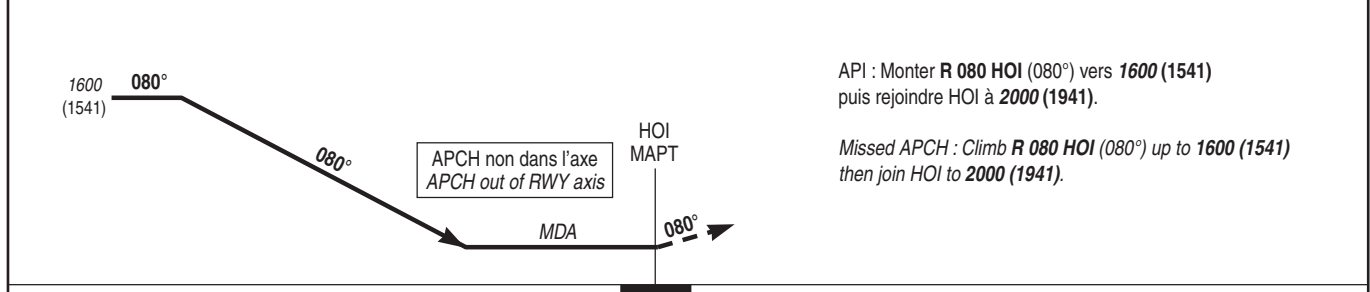 1600
(1541)
080°
080°
APCH non dans l'axe
APCH out of RWY axis
MDA
HOI
MAPT
080°
API : Monter R 080 HOI (080°) vers 1600 (1541)
puis rejoindre HOI à 2000 (1941).
Missed APCH : Climb R 080 HOI (080°) up to 1600 (1541)
then join HOI to 2000 (1941).